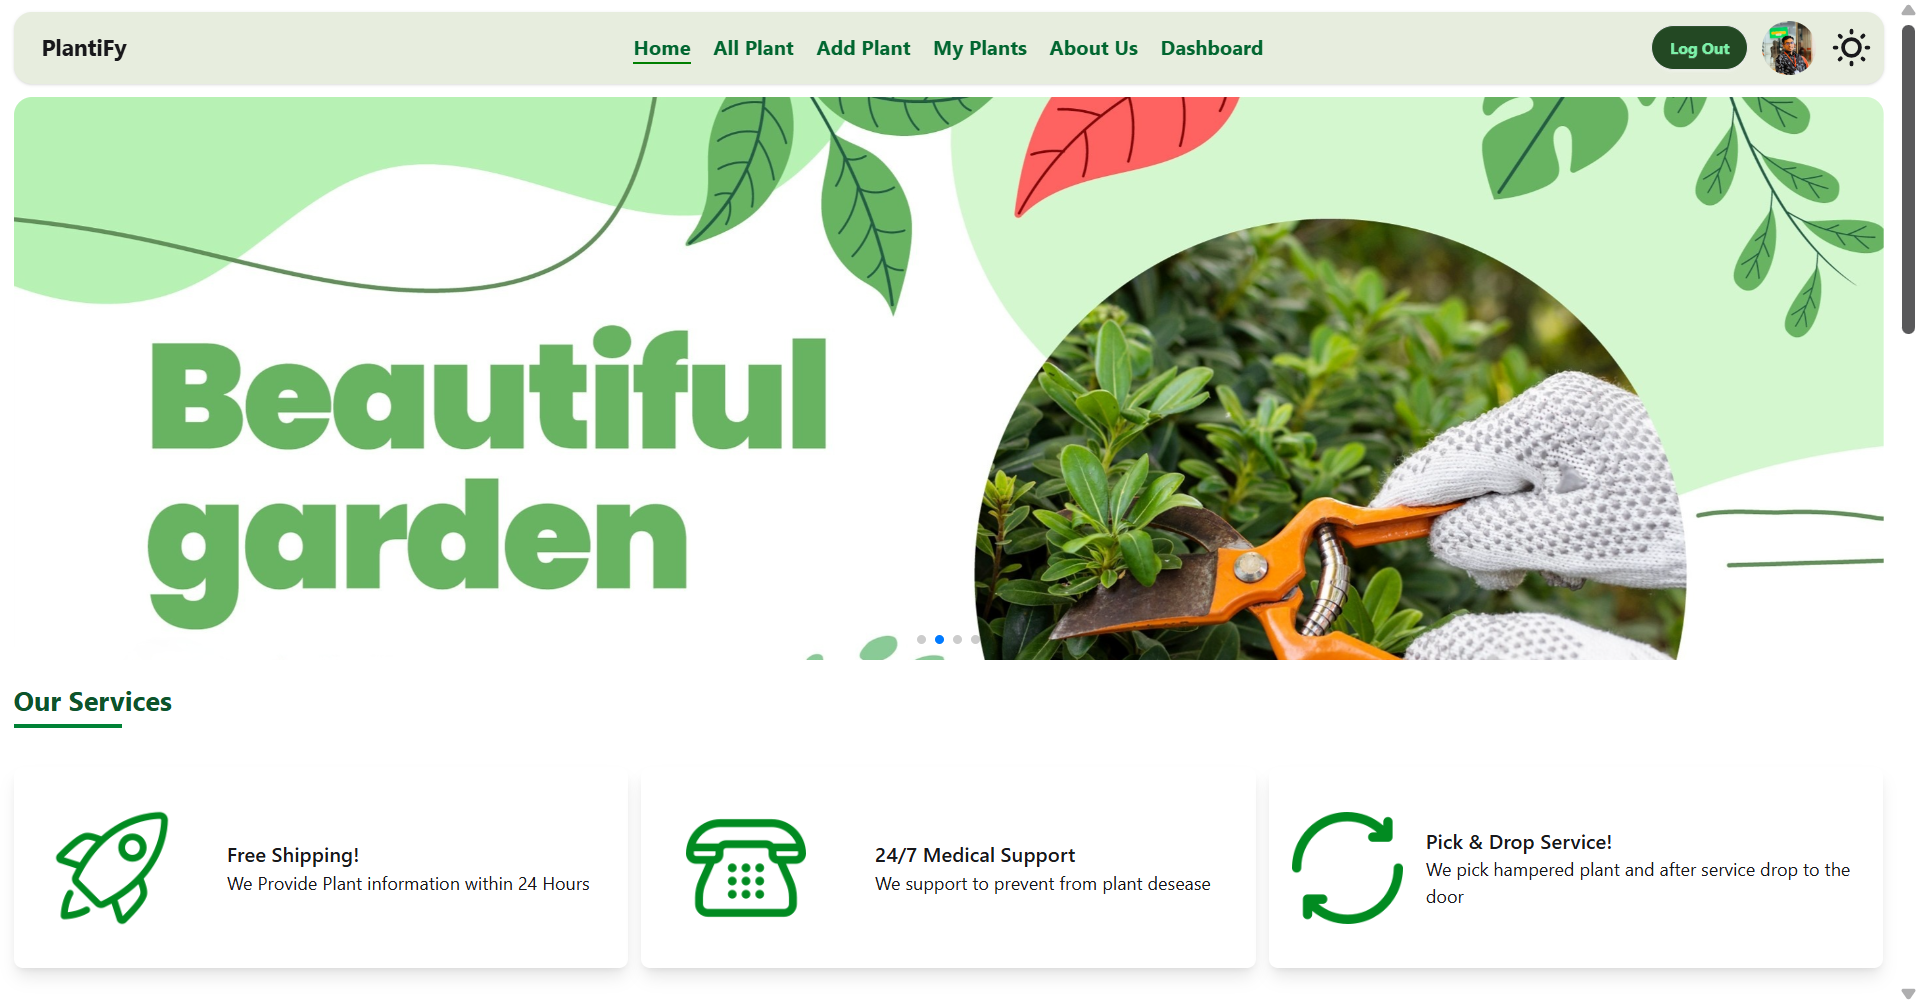 PlantiFy
Home All Plant Add Plant My Plants About Us Dashboard
Log Out
Beautiful
garden
Our Services
Free Shipping!
We Provide Plant information within 24 Hours
24/7 Medical Support
We support to prevent from plant desease
Pick & Drop Service!
We pick hampered plant and after service drop to the
door